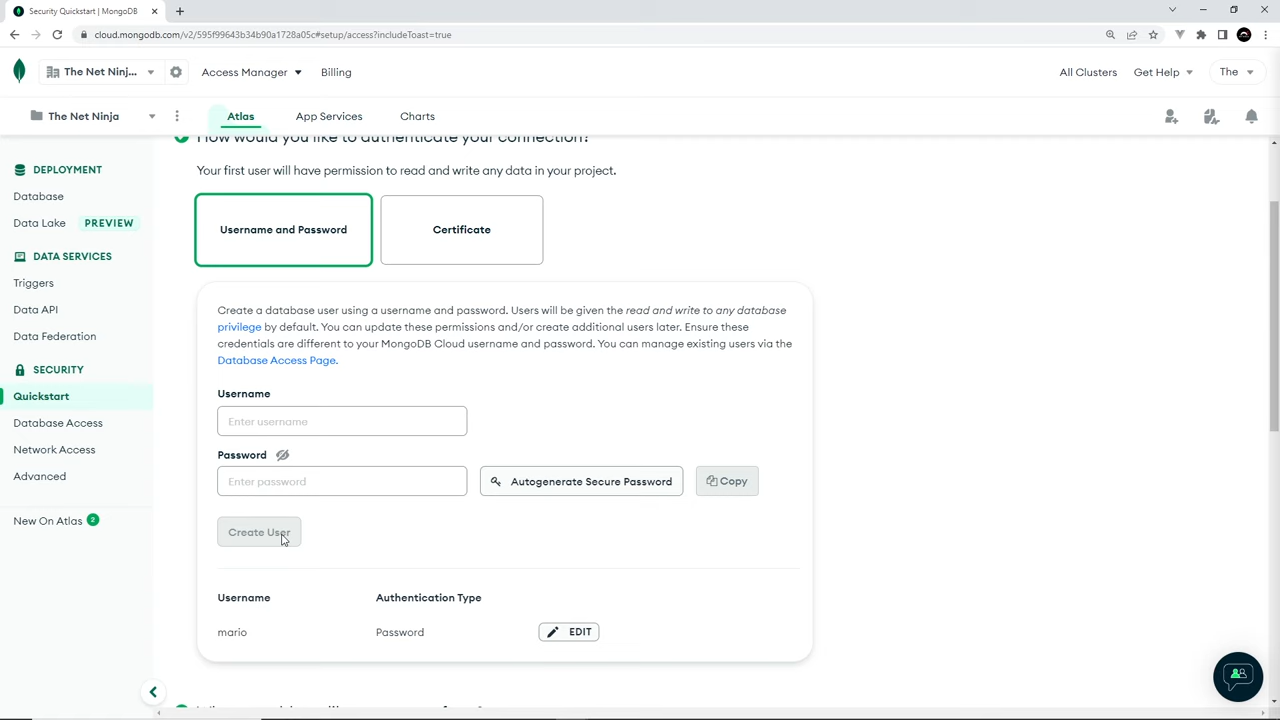 Security Quickstart | MongoDB
cloud.mongodb.com/v2/595f99643b34b90a1728a05c#setup/access?includeToast=true
The Net Ninj...
Access Manager
Billing
All Clusters
Get Help
The
The Net Ninja
Atlas
App Services
Charts
DEPLOYMENT
Database
Data Lake PREVIEW
DATA SERVICES
Triggers
Data API
Data Federation
SECURITY
Quickstart
Database Access
Network Access
Advanced
New On Atlas 2
How would you like to authenticate your connection?
Your first user will have permission to read and write any data in your project.
Username and Password
Certificate
Create a database user using a username and password. Users will be given the read and write to any database
privilege by default. You can update these permissions and/or create additional users later. Ensure these
credentials are different to your MongoDB Cloud username and password. You can manage existing users via the
Database Access Page.
Username
Enter username
Password
Enter password
Autogenerate Secure Password
Copy
Create User
Username Authentication Type
mario Password EDIT